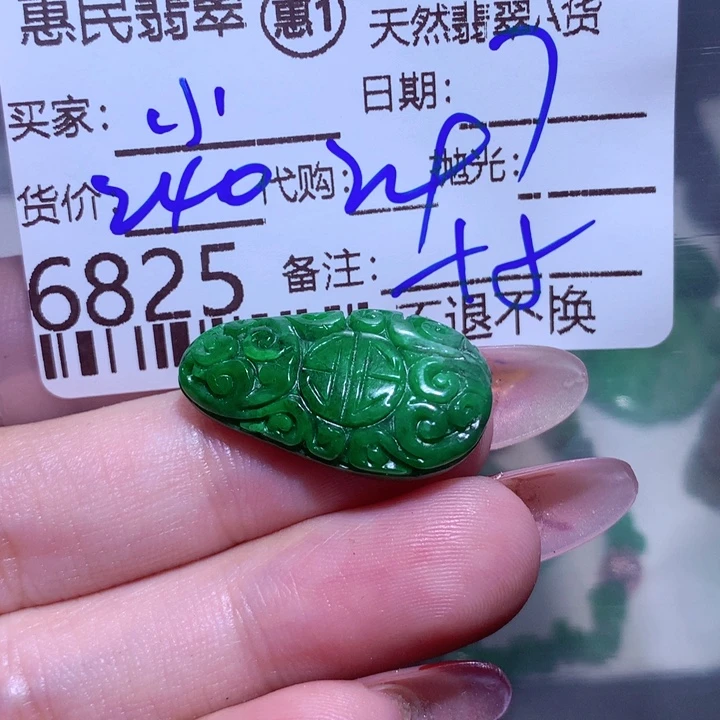 惠民翡翠 惠1 天然翡翠 货
买家: 小 日期:
货价 240 代购: 抛光:
6825 备注:
不退不换